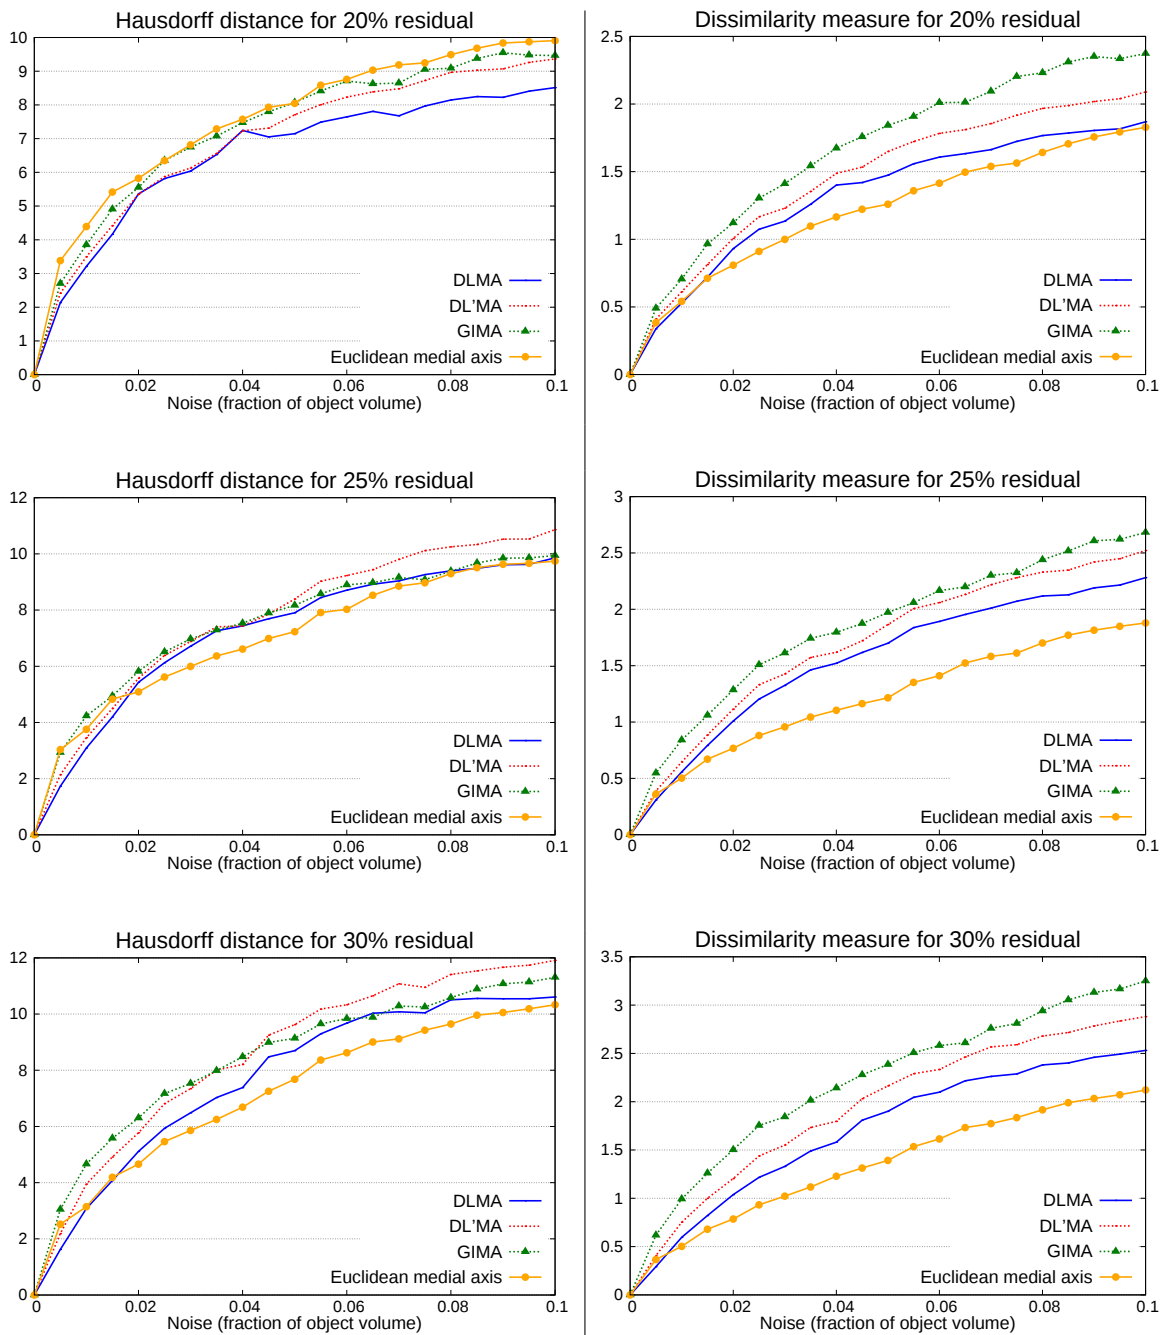 Hausdorff distance for 20% residual
10
9
8
7
6
5
4
3
2
1
0
DLMA
DL'MA
GIMA
Euclidean medial axis
0 0.02 0.04 0.06 0.08 0.1
Noise (fraction of object volume)
Dissimilarity measure for 20% residual
2.5
2
1.5
1
0.5
0
DLMA
DL'MA
GIMA
Euclidean medial axis
0 0.02 0.04 0.06 0.08 0.1
Noise (fraction of object volume)
Hausdorff distance for 25% residual
12
10
8
6
4
2
0
DLMA
DL'MA
GIMA
Euclidean medial axis
0 0.02 0.04 0.06 0.08 0.1
Noise (fraction of object volume)
Dissimilarity measure for 25% residual
3
2.5
2
1.5
1
0.5
0
DLMA
DL'MA
GIMA
Euclidean medial axis
0 0.02 0.04 0.06 0.08 0.1
Noise (fraction of object volume)
Hausdorff distance for 30% residual
12
10
8
6
4
2
0
DLMA
DL'MA
GIMA
Euclidean medial axis
0 0.02 0.04 0.06 0.08 0.1
Noise (fraction of object volume)
Dissimilarity measure for 30% residual
3.5
3
2.5
2
1.5
1
0.5
0
DLMA
DL'MA
GIMA
Euclidean medial axis
0 0.02 0.04 0.06 0.08 0.1
Noise (fraction of object volume)